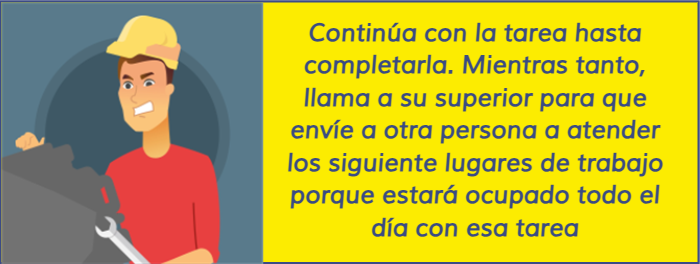 Continúa con la tarea hasta
completarla. Mientras tanto,
llama a su superior para que
envíe a otra persona a atender
los siguiente lugares de trabajo
porque estará ocupado todo el
día con esa tarea